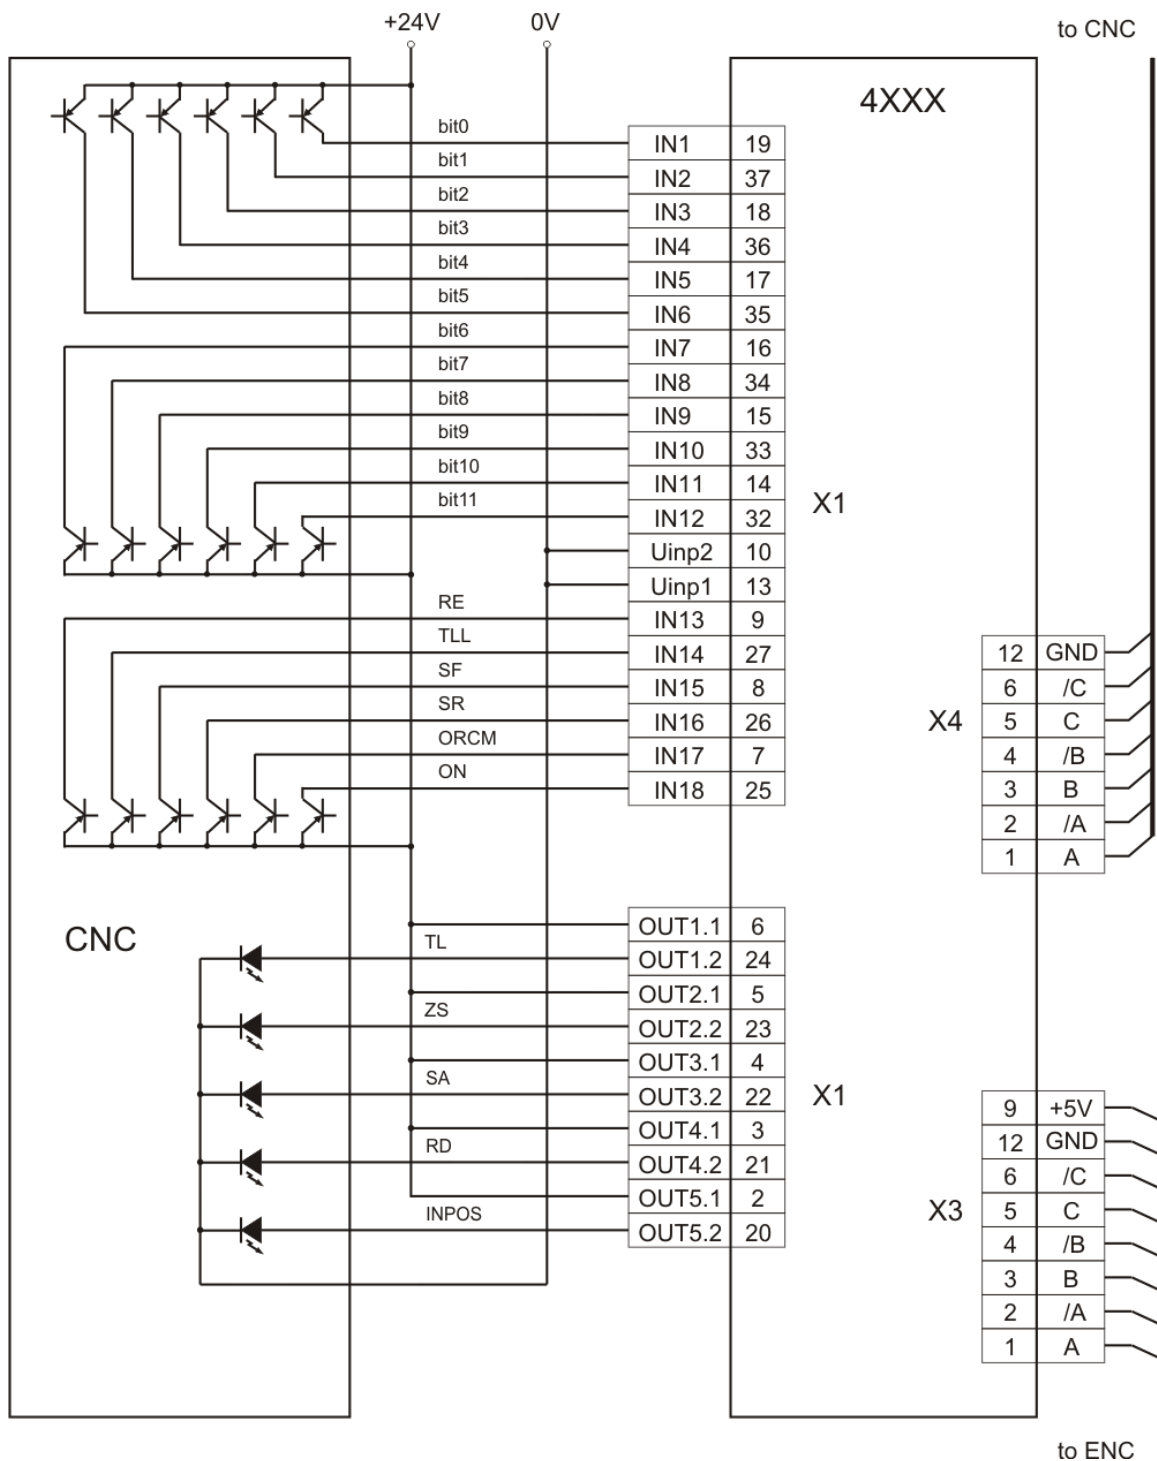 +24V 0V to CNC
4XXX
bit0 IN1 19
bit1 IN2 37
bit2 IN3 18
bit3 IN4 36
bit4 IN5 17
bit5 IN6 35
bit6 IN7 16
bit7 IN8 34
bit8 IN9 15
bit9 IN10 33
bit10 IN11 14
X1
bit11 IN12 32
Uinp2 10
Uinp1 13
RE IN13 9
TLL IN14 27
SF IN15 8
SR IN16 26
ORCM IN17 7
ON IN18 25
X4
12 GND
6 /C
5 C
4 /B
3 B
2 /A
1 A
CNC
OUT1.1 6
TL OUT1.2 24
OUT2.1 5
ZS OUT2.2 23
OUT3.1 4
SA OUT3.2 22
X1
OUT4.1 3
RD OUT4.2 21
OUT5.1 2
INPOS OUT5.2 20
X3
9 +5V
12 GND
6 /C
5 C
4 /B
3 B
2 /A
1 A
to ENC